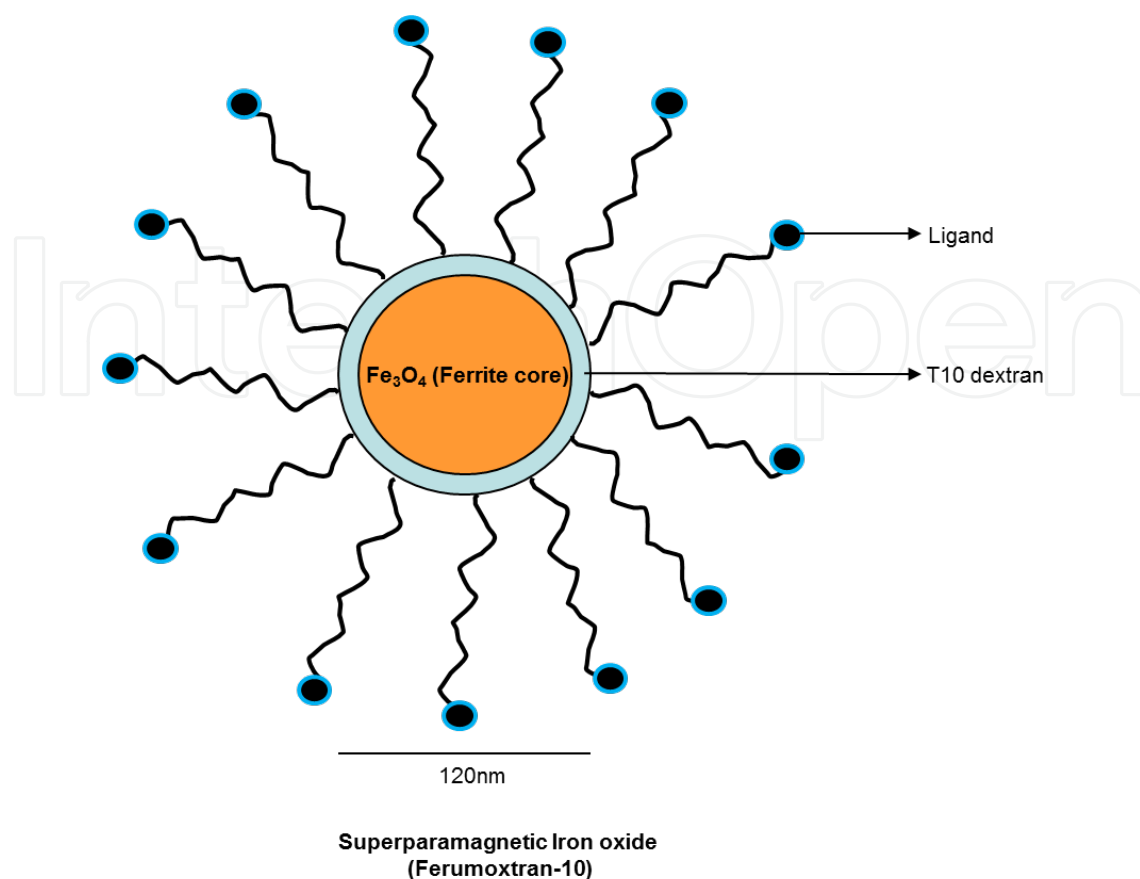 IntechOpen
Ligand
Fe₃O₄ (Ferrite core)
T10 dextran
120nm
Superparamagnetic Iron oxide
(Ferumoxtran-10)